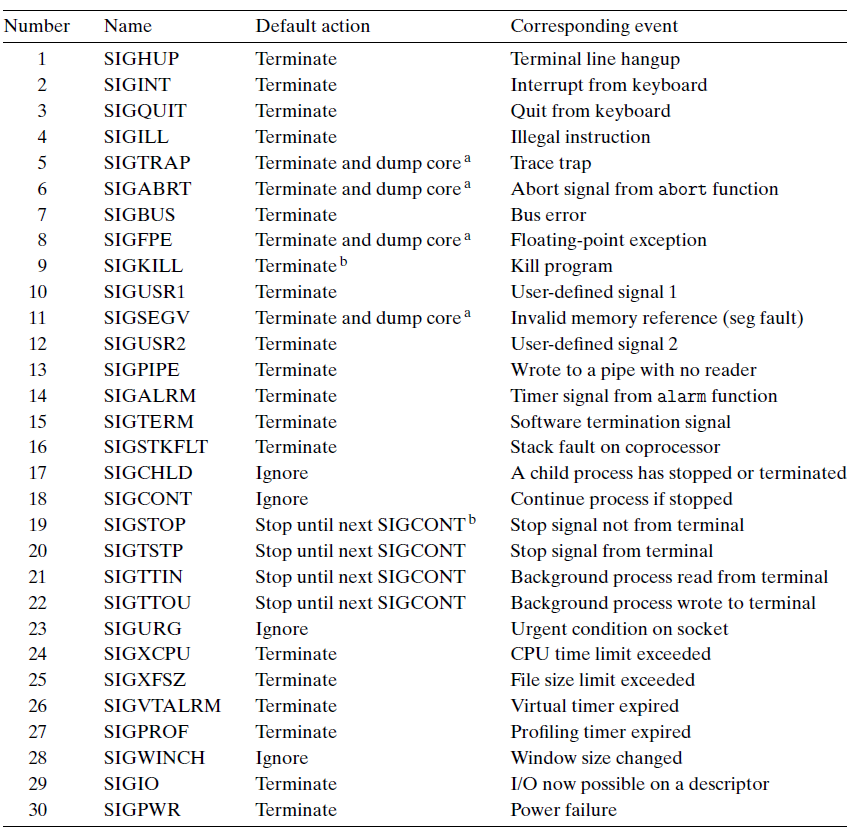 Number Name Default action Corresponding event
1 SIGHUP Terminate Terminal line hangup
2 SIGINT Terminate Interrupt from keyboard
3 SIGQUIT Terminate Quit from keyboard
4 SIGILL Terminate Illegal instruction
5 SIGTRAP Terminate and dump core a Trace trap
6 SIGABRT Terminate and dump core a Abort signal from abort function
7 SIGBUS Terminate Bus error
8 SIGFPE Terminate and dump core a Floating-point exception
9 SIGKILL Terminate b Kill program
10 SIGUSR1 Terminate User-defined signal 1
11 SIGSEGV Terminate and dump core a Invalid memory reference (seg fault)
12 SIGUSR2 Terminate User-defined signal 2
13 SIGPIPE Terminate Wrote to a pipe with no reader
14 SIGALRM Terminate Timer signal from alarm function
15 SIGTERM Terminate Software termination signal
16 SIGSTKFLT Terminate Stack fault on coprocessor
17 SIGCHLD Ignore A child process has stopped or terminated
18 SIGCONT Ignore Continue process if stopped
19 SIGSTOP Stop until next SIGCONT b Stop signal not from terminal
20 SIGTSTP Stop until next SIGCONT Stop signal from terminal
21 SIGTTIN Stop until next SIGCONT Background process read from terminal
22 SIGTTOU Stop until next SIGCONT Background process wrote to terminal
23 SIGURG Ignore Urgent condition on socket
24 SIGXCPU Terminate CPU time limit exceeded
25 SIGXFSZ Terminate File size limit exceeded
26 SIGVTALRM Terminate Virtual timer expired
27 SIGPROF Terminate Profiling timer expired
28 SIGWINCH Ignore Window size changed
29 SIGIO Terminate I/O now possible on a descriptor
30 SIGPWR Terminate Power failure